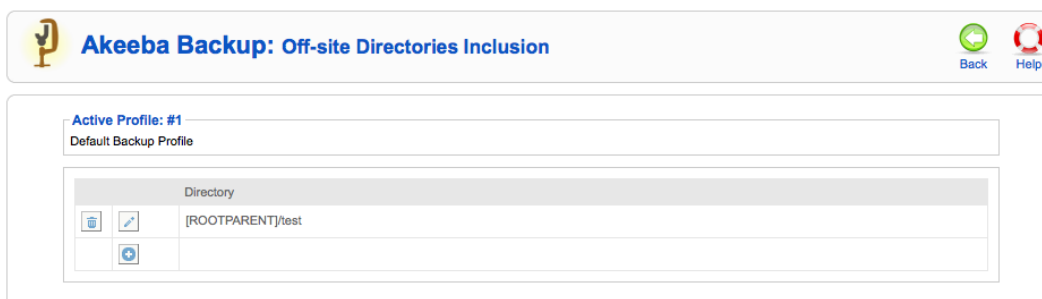 Akeeba Backup: Off-site Directories Inclusion
Back
Help
Active Profile: #1
Default Backup Profile
Directory
[ROOTPARENT]/test